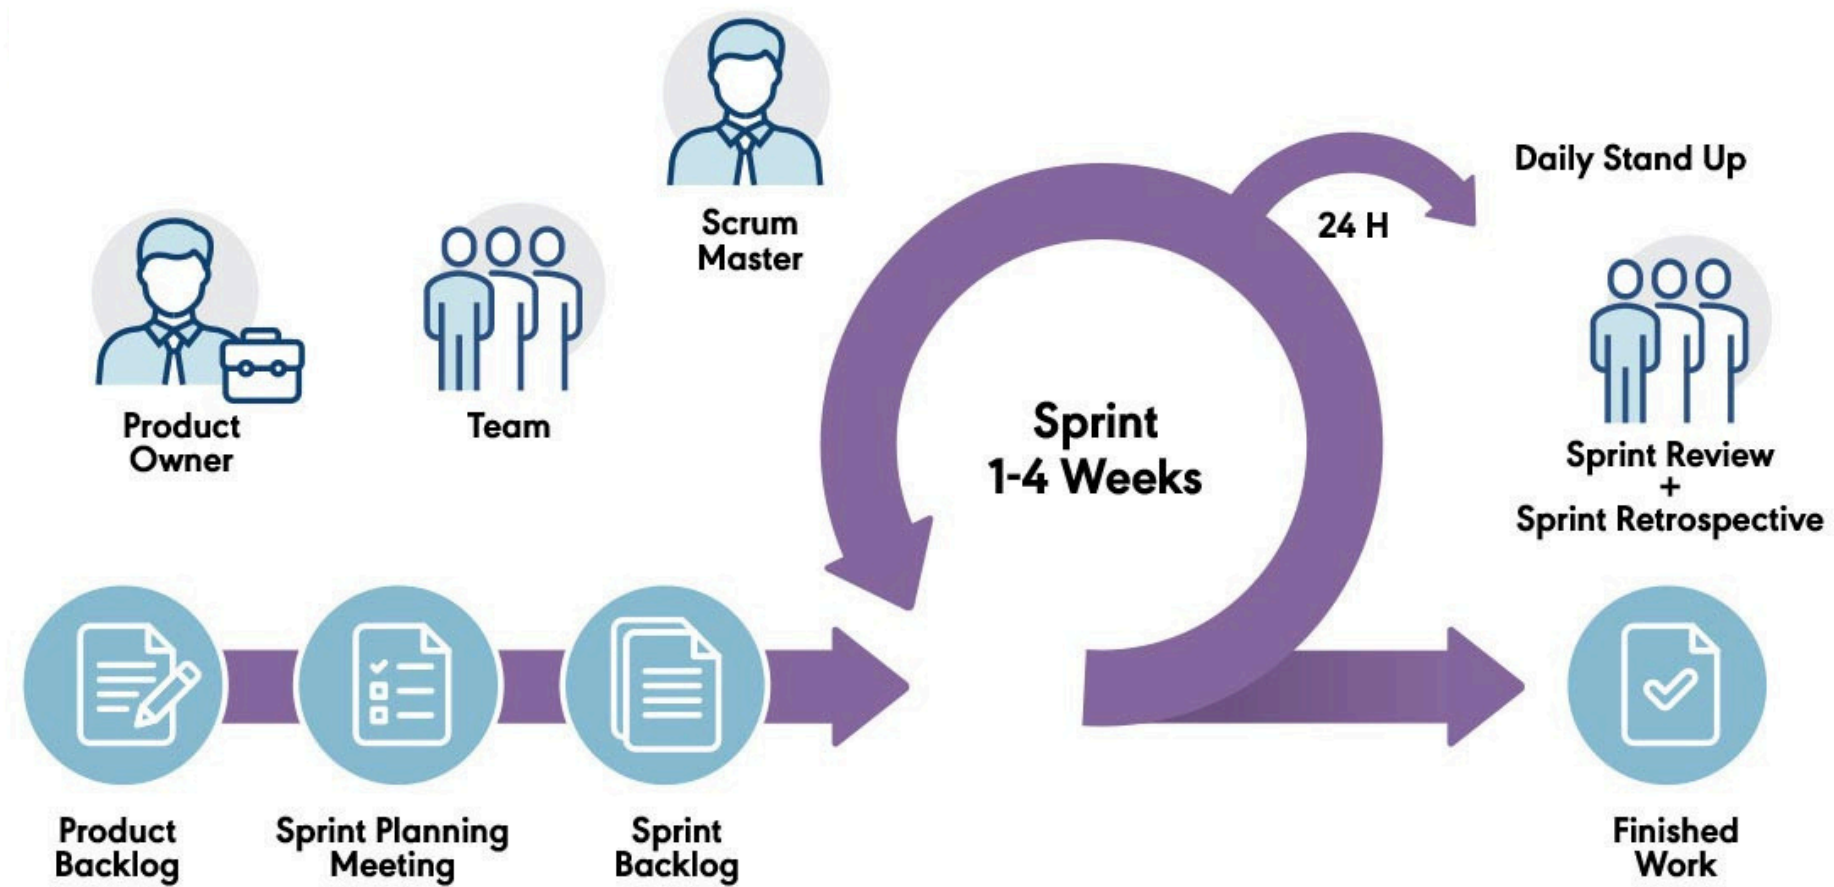 Scrum
Master
Daily Stand Up
24 H
Product
Owner
Team
Sprint
1-4 Weeks
Sprint Review
+
Sprint Retrospective
Product
Backlog
Sprint Planning
Meeting
Sprint
Backlog
Finished
Work